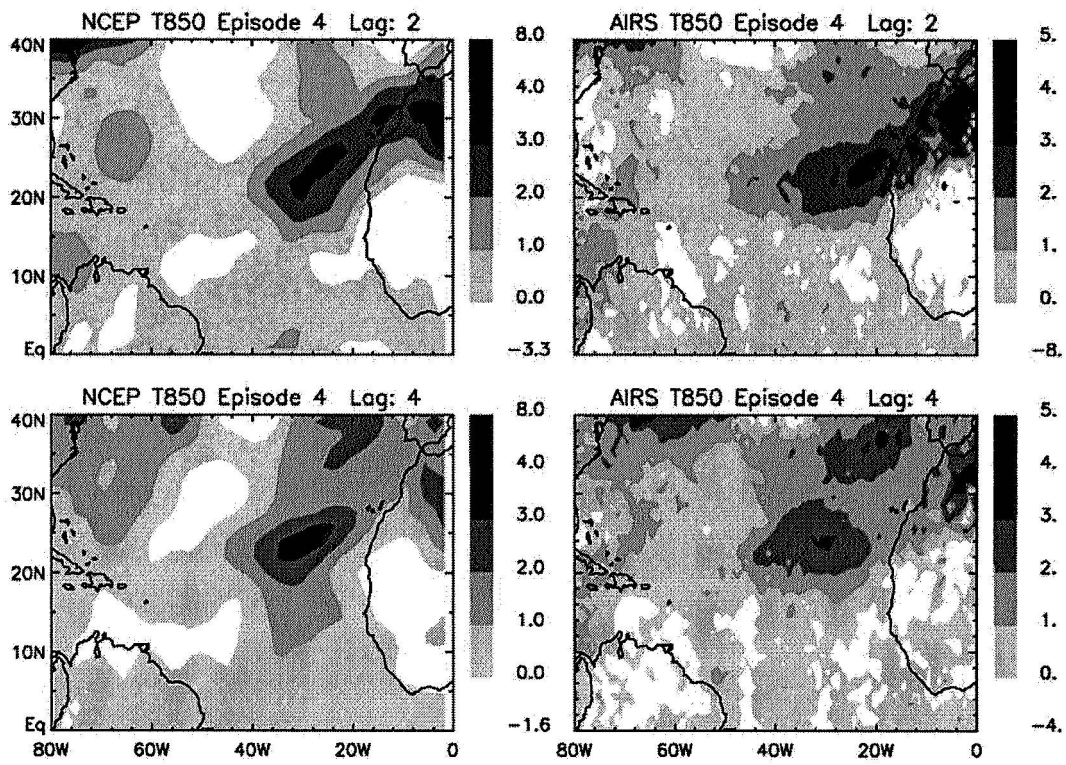 NCEP T850 Episode 4 Lag: 2
40N
30N
20N
10N
Eq
8.0
4.0
3.0
2.0
1.0
0.0
−3.3
AIRS T850 Episode 4 Lag: 2
5.
4.
3.
2.
1.
0.
−8.
NCEP T850 Episode 4 Lag: 4
40N
30N
20N
10N
Eq
80W
60W
40W
20W
0
8.0
4.0
3.0
2.0
1.0
0.0
−1.6
AIRS T850 Episode 4 Lag: 4
80W
60W
40W
20W
0
5.
4.
3.
2.
1.
0.
−4.